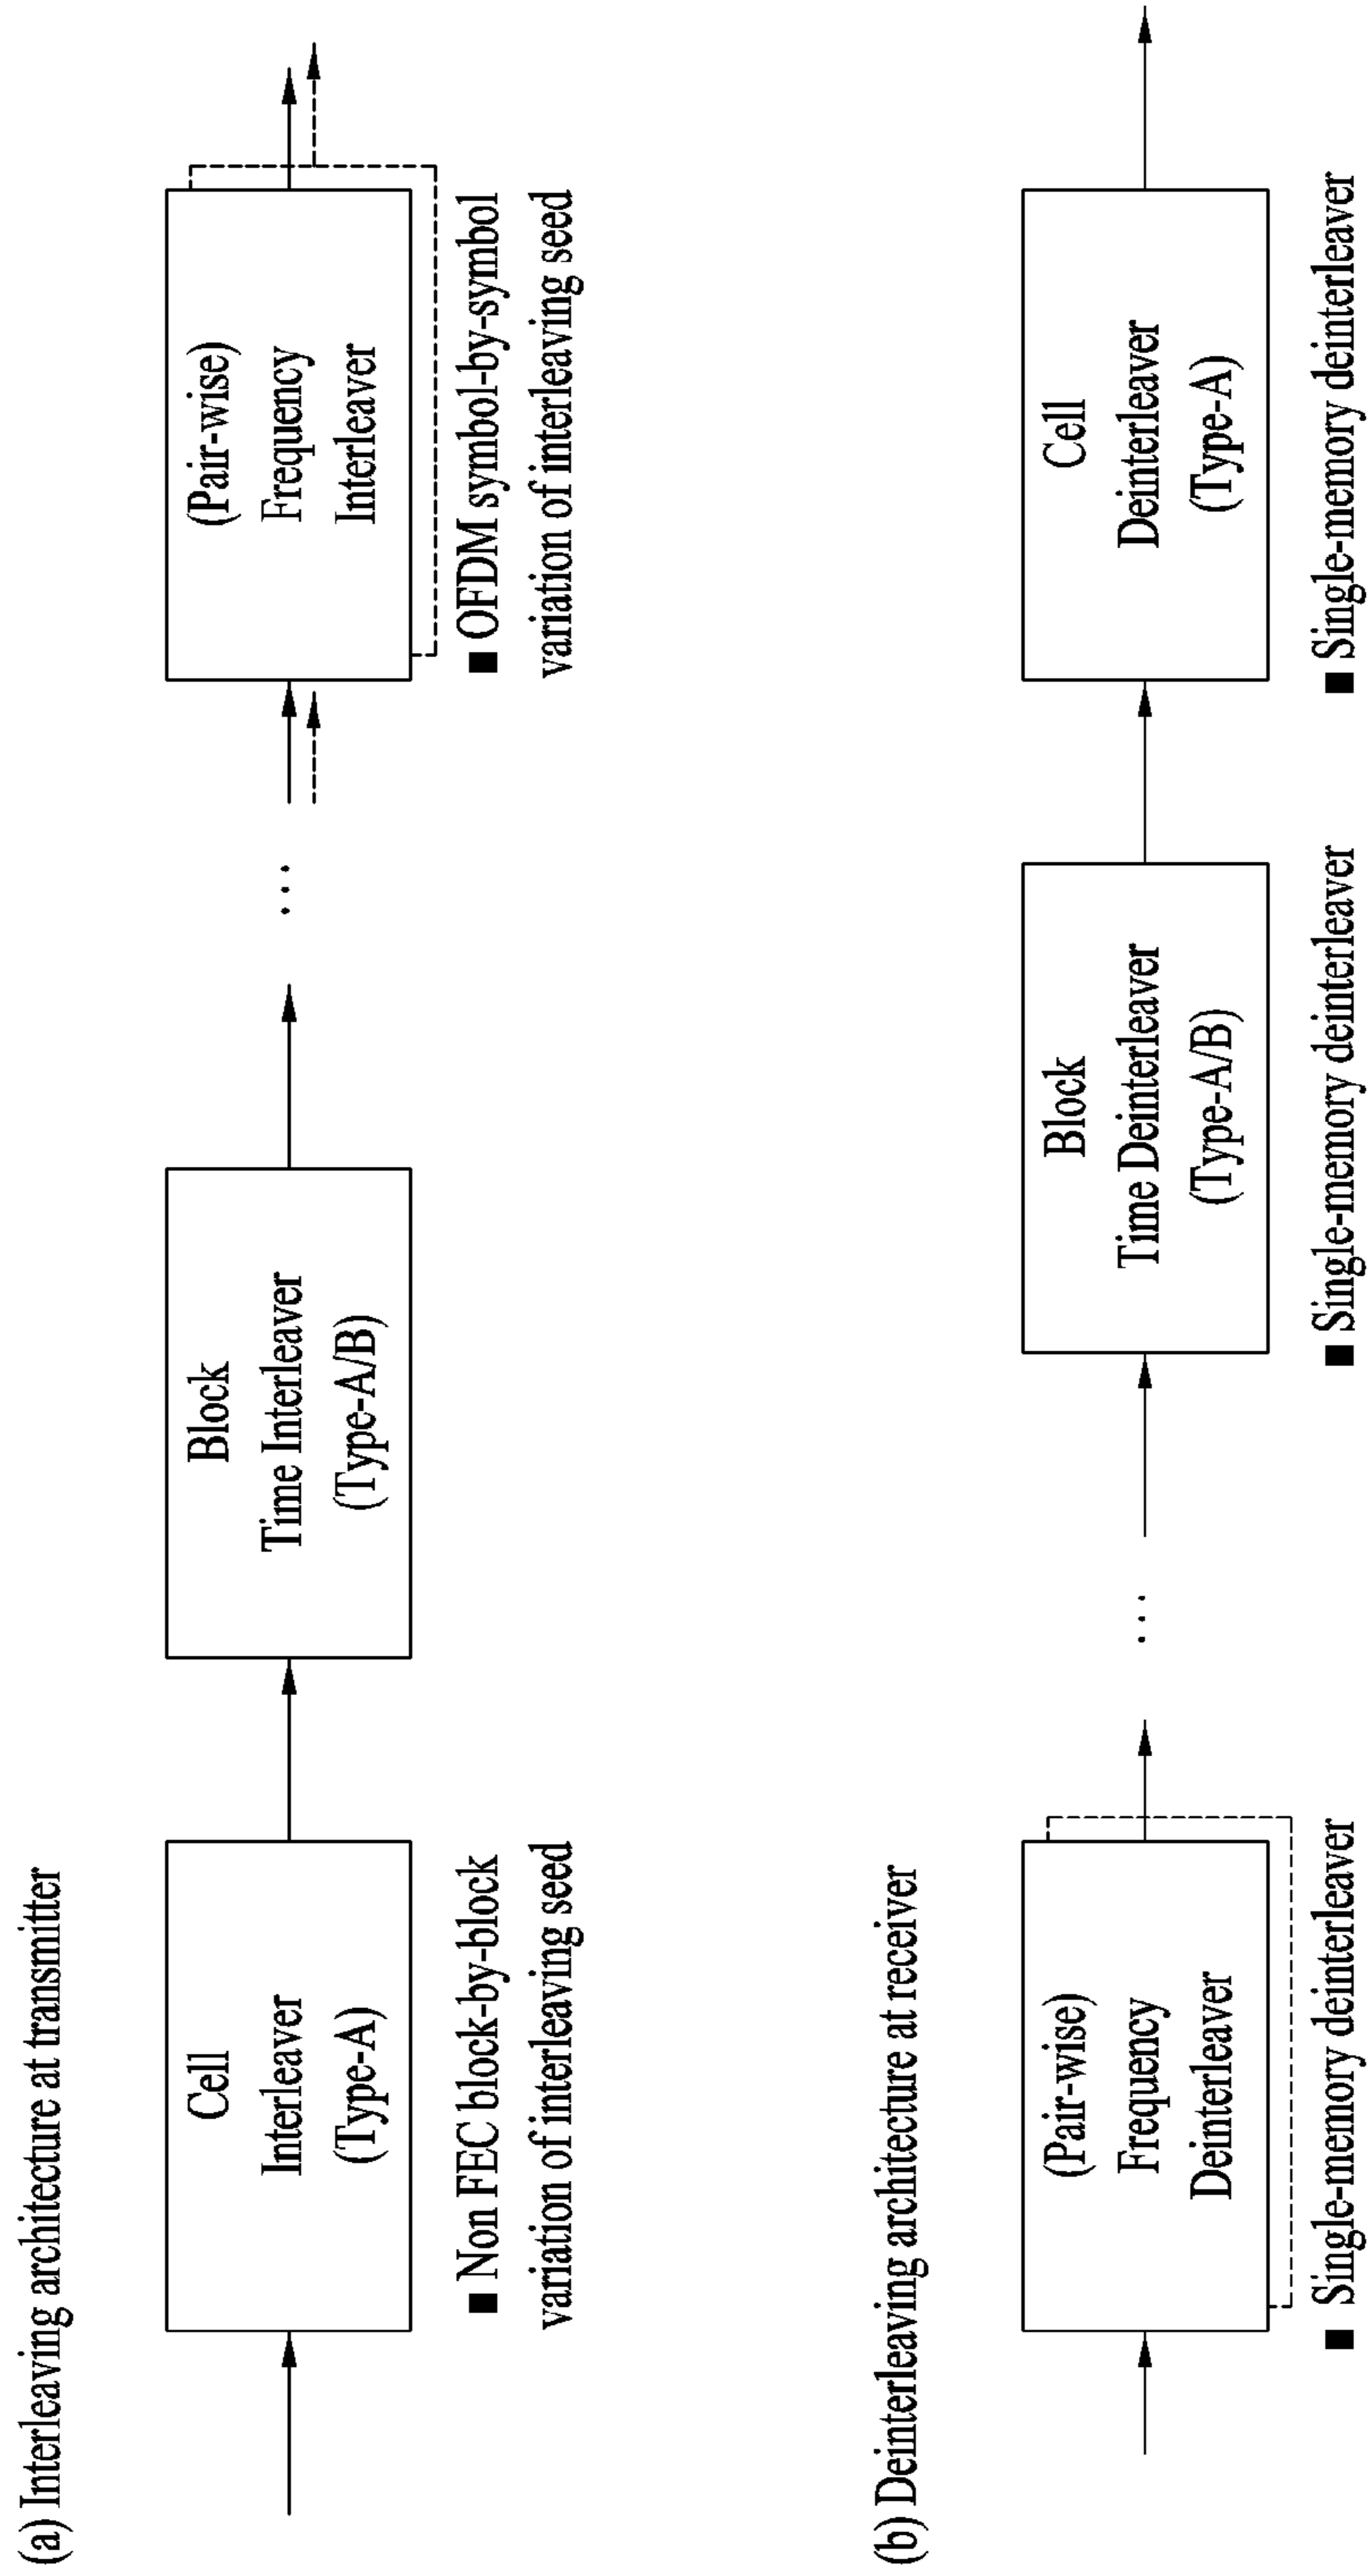 (a) Interleaving architecture at transmitter
Cell
Interleaver
(Type-A)
■ Non FEC block-by-block
variation of interleaving seed
Block
Time Interleaver
(Type-A/B)
...
(Pair-wise)
Frequency
Interleaver
■ OFDM symbol-by-symbol
variation of interleaving seed
(b) Deinterleaving architecture at receiver
(Pair-wise)
Frequency
Deinterleaver
■ Single-memory deinterleaver
...
Block
Time Deinterleaver
(Type-A/B)
■ Single-memory deinterleaver
Cell
Deinterleaver
(Type-A)
■ Single-memory deinterleaver